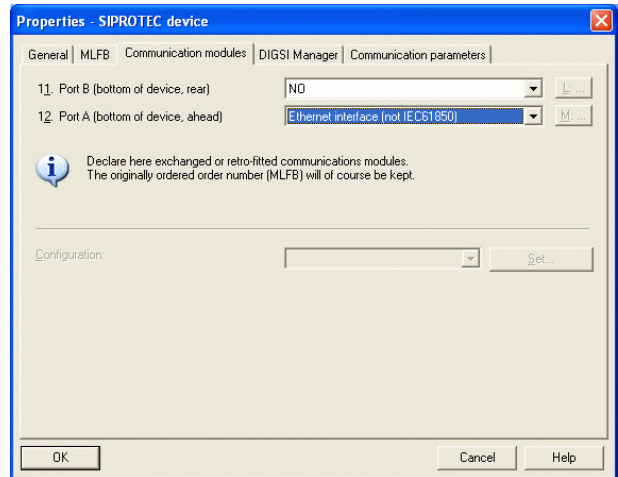 Properties - SIPROTEC device
General MLFB Communication modules DIGSI Manager Communication parameters
11. Port B (bottom of device, rear) NO L: ...
12. Port A (bottom of device, ahead) Ethernet interface (not IEC61850) M: ...
Declare here exchanged or retro-fitted communications modules.
The originally ordered order number (MLFB) will of course be kept.
Configuration: Set...
OK Cancel Help